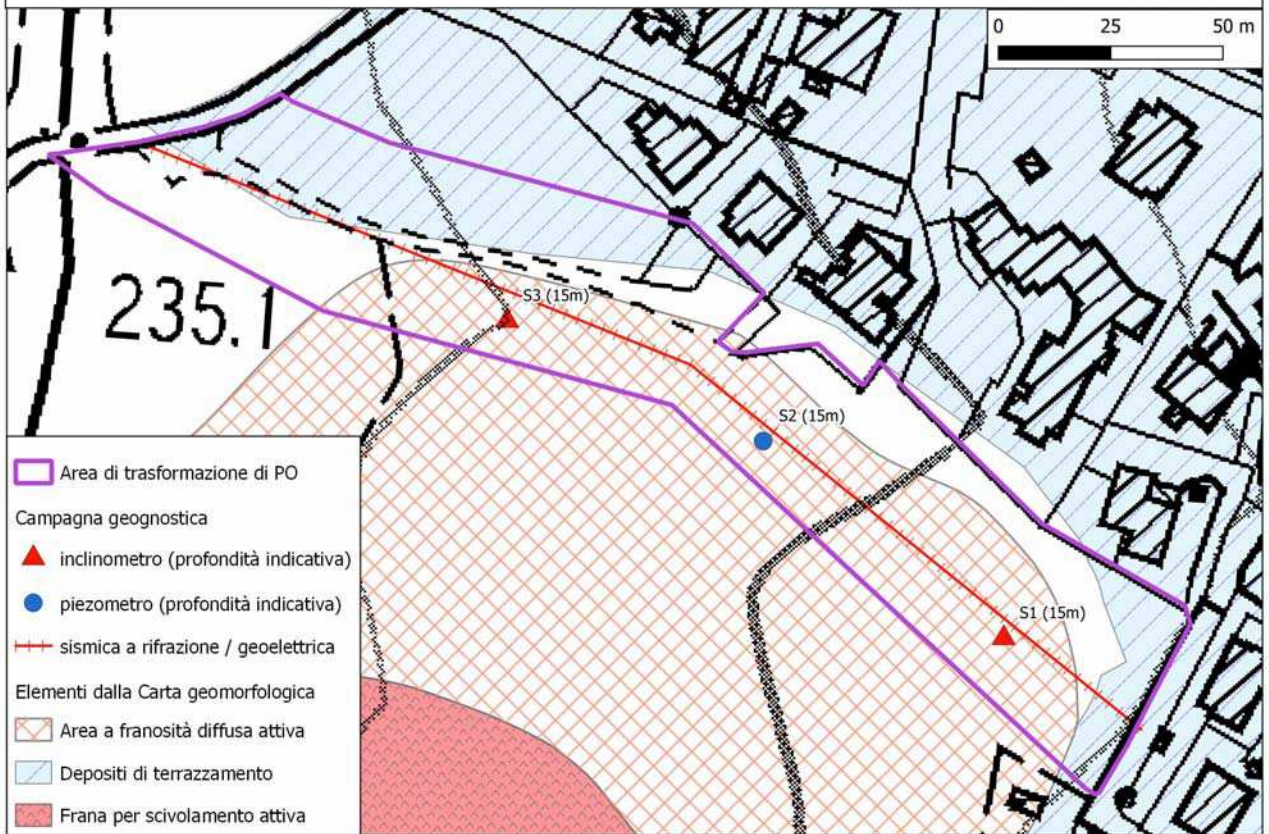 0 25 50 m
235.1
S3 (15m)
S2 (15m)
S1 (15m)
Area di trasformazione di PO
Campagna geognostica
inclinometro (profondità indicativa)
piezometro (profondità indicativa)
sismica a rifrazione / geoelettrica
Elementi dalla Carta geomorfologica
Area a franosità diffusa attiva
Depositi di terrazzamento
Frana per scivolamento attiva